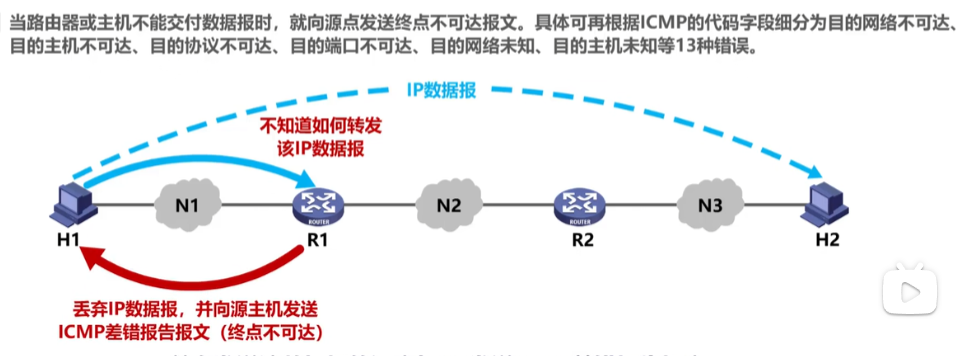 当路由器或主机不能交付数据报时，就向源点发送终点不可达报文。具体可再根据ICMP的代码字段细分为目的网络不可达、
目的主机不可达、目的协议不可达、目的端口不可达、目的网络未知、目的主机未知等13种错误。
IP数据报
不知道如何转发
该IP数据报
N1
N2
N3
ROUTER
ROUTER
H1
R1
R2
H2
丢弃IP数据报，并向源主机发送
ICMP差错报告报文（终点不可达）